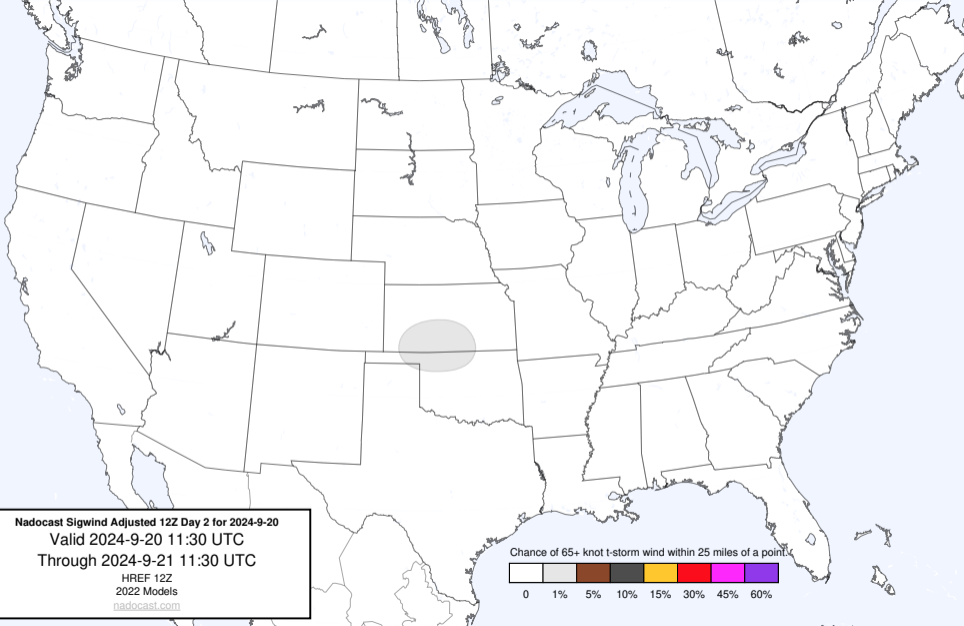 Nadocast Sigwind Adjusted 12Z Day 2 for 2024-9-20
Valid 2024-9-20 11:30 UTC
Through 2024-9-21 11:30 UTC
HREF 12Z
2022 Models
nadocast.com
Chance of 65+ knot t-storm wind within 25 miles of a point.
0 1% 5% 10% 15% 30% 45% 60%